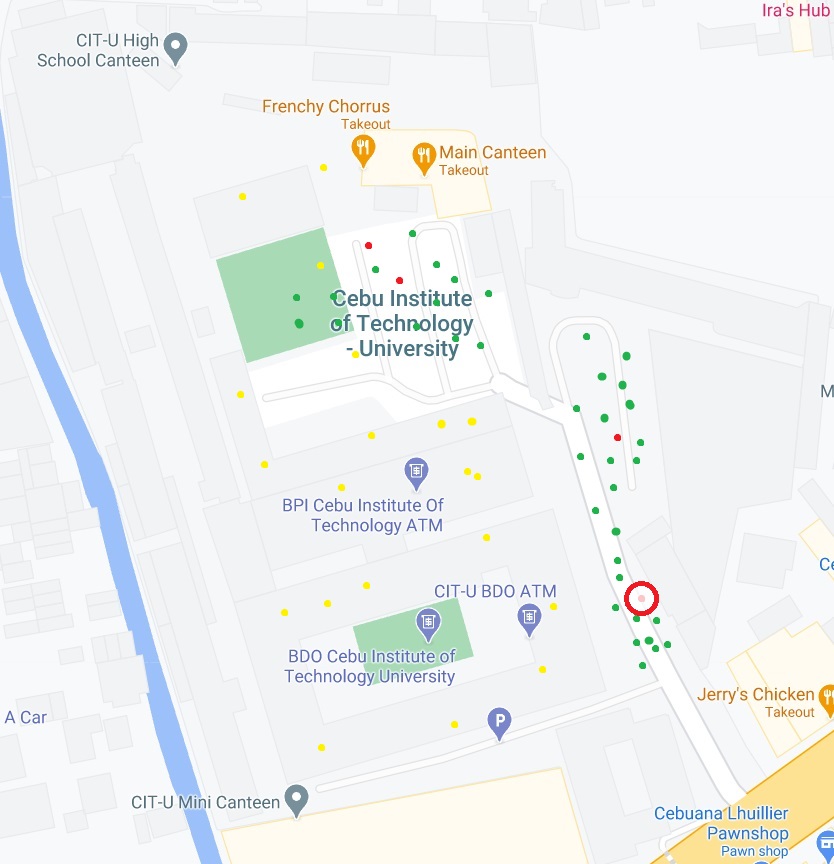 Ira's Hub
CIT-U High
School Canteen
Frenchy Chorrus
Takeout
Main Canteen
Takeout
Cebu Institute
of Technology
- University
M
BPI Cebu Institute Of
Technology ATM
Ce
CIT-U BDO ATM
BDO Cebu Institute of
Technology University
Jerry's Chicken
Takeout
A Car
P
CIT-U Mini Canteen
Cebuana Lhuillier
Pawnshop
Pawn shop